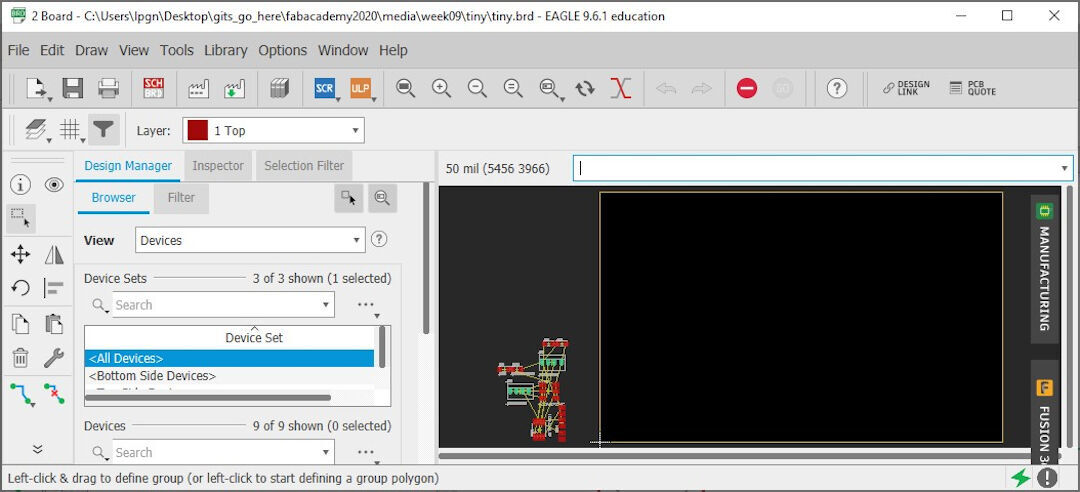 2 Board - C:\Users\lpgn\Desktop\gits_go_here\fabacademy2020\media\week09\tiny\tiny.brd - EAGLE 9.6.1 education
File Edit Draw View Tools Library Options Window Help
SCH
BRD
SCR
ULP
DESIGN
LINK
PCB
QUOTE
Layer: 1 Top
Design Manager Inspector Selection Filter
50 mil (5456 3966)
Browser Filter
View Devices
Device Sets 3 of 3 shown (1 selected)
Search
Device Set
<All Devices>
<Bottom Side Devices>
Devices 9 of 9 shown (0 selected)
Search
MANUFACTURING
FUSION
Left-click & drag to define group (or left-click to start defining a group polygon)